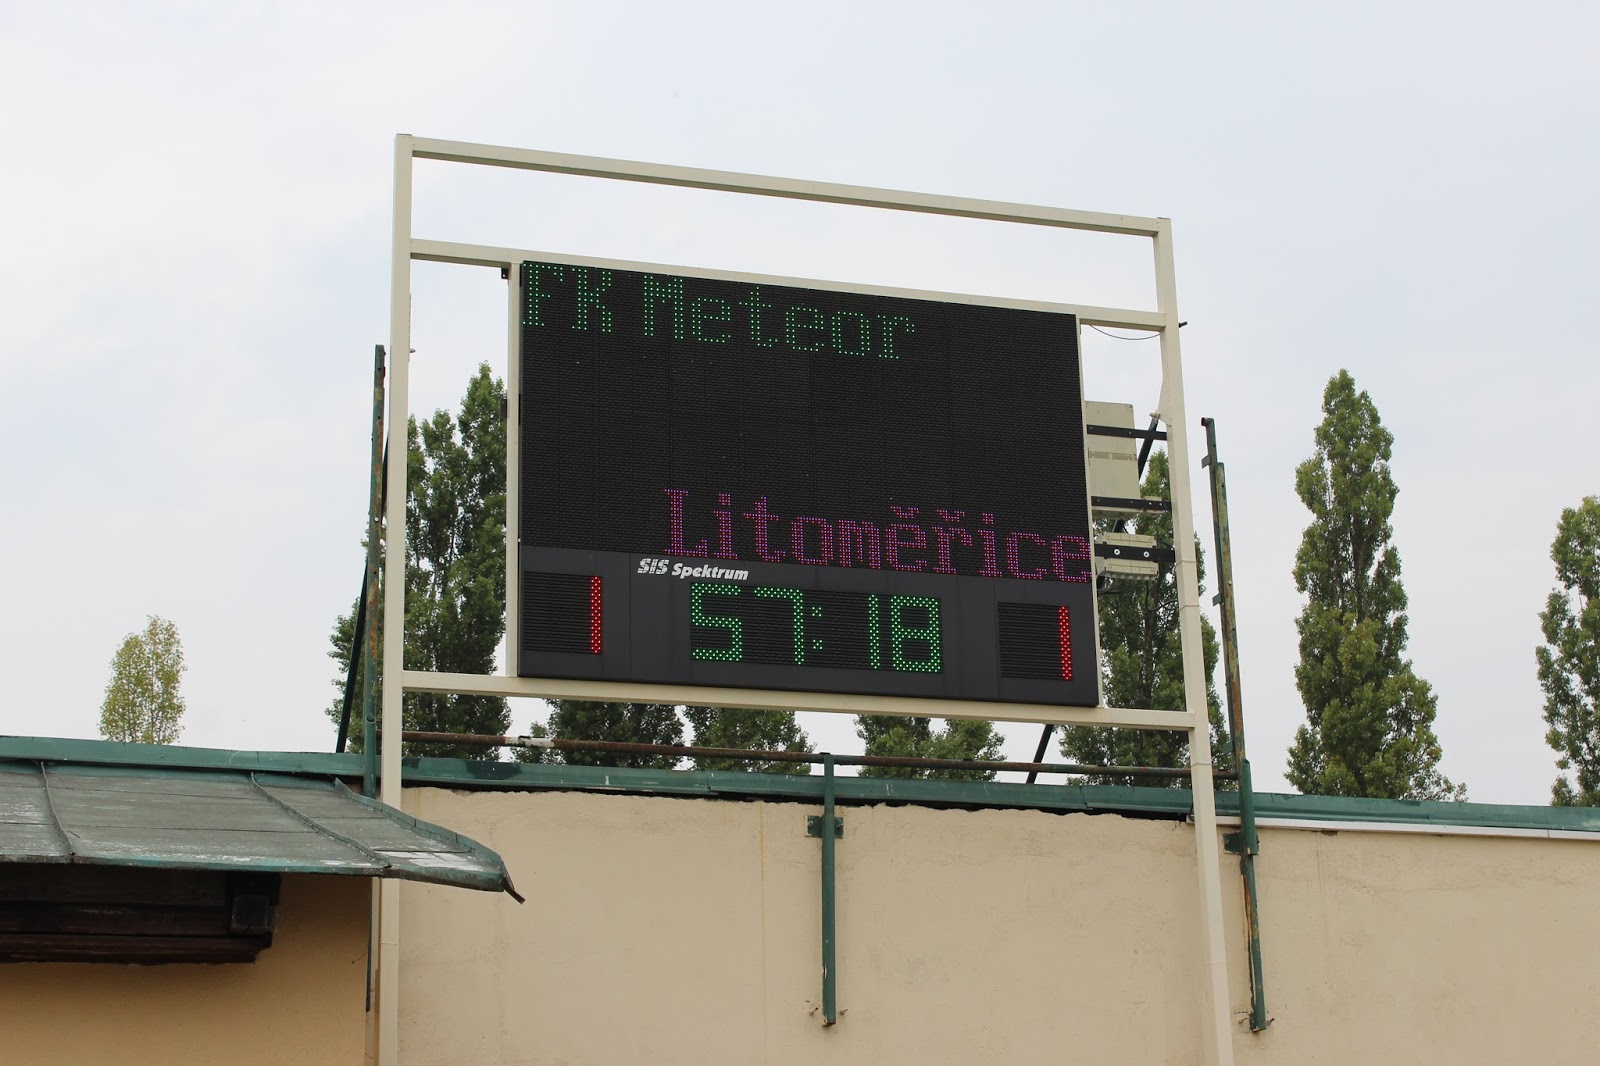 FK Meteor
Litoměřice
SIS Spektrum
1 57:18 1